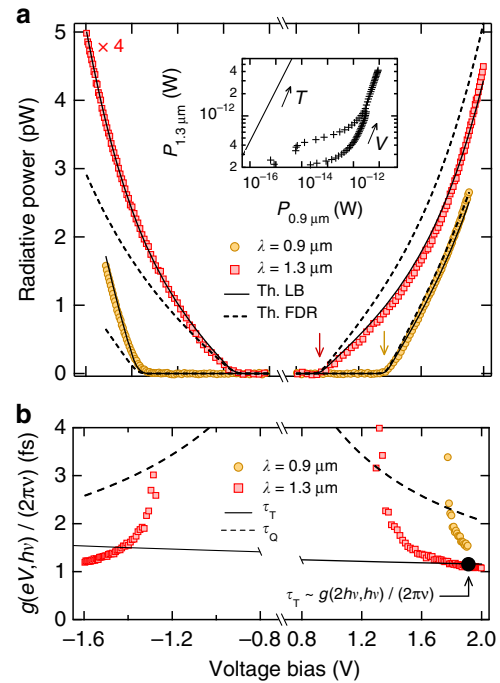 a
× 4
5
4
3
2
1
0
Radiative power (pW)
P1.3 μm (W)
4
2
10−12
4
2
10−16
10−14
10−12
P0.9 μm (W)
T
V
λ = 0.9 μm
λ = 1.3 μm
Th. LB
Th. FDR
b
4
3
2
1
0
g(eV,hν) / (2πν) (fs)
λ = 0.9 μm
λ = 1.3 μm
τT
τQ
τT ~ g(2hν,hν) / (2πν)
−1.6
−1.2
−0.8
0.8
1.2
1.6
2.0
Voltage bias (V)